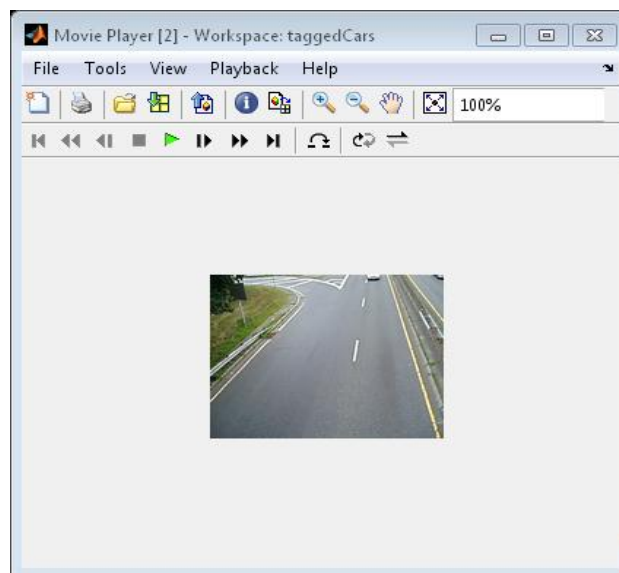 Movie Player [2] - Workspace: taggedCars
File Tools View Playback Help
100%